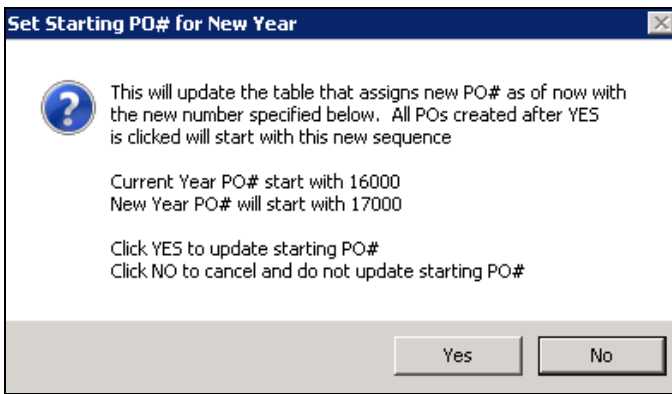 Set Starting PO# for New Year
This will update the table that assigns new PO# as of now with
the new number specified below.  All POs created after YES
is clicked will start with this new sequence
Current Year PO# start with 16000
New Year PO# will start with 17000
Click YES to update starting PO#
Click NO to cancel and do not update starting PO#
Yes No